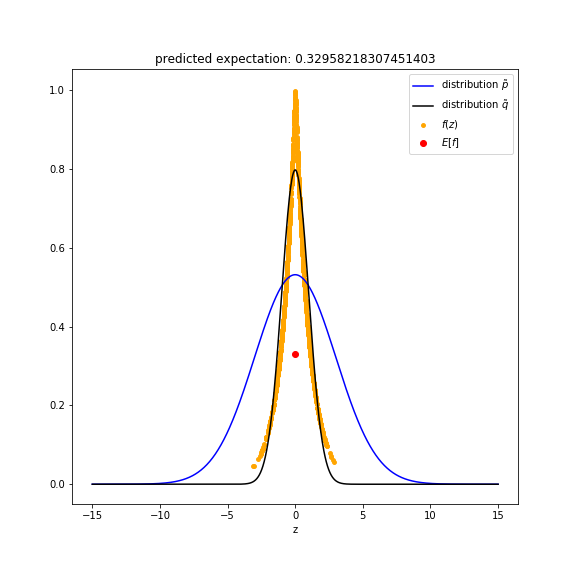 predicted expectation: 0.32958218307451403
distribution p̃
distribution q̃
f(z)
E[f]
1.0
0.8
0.6
0.4
0.2
0.0
−15 −10 −5 0 5 10 15
z